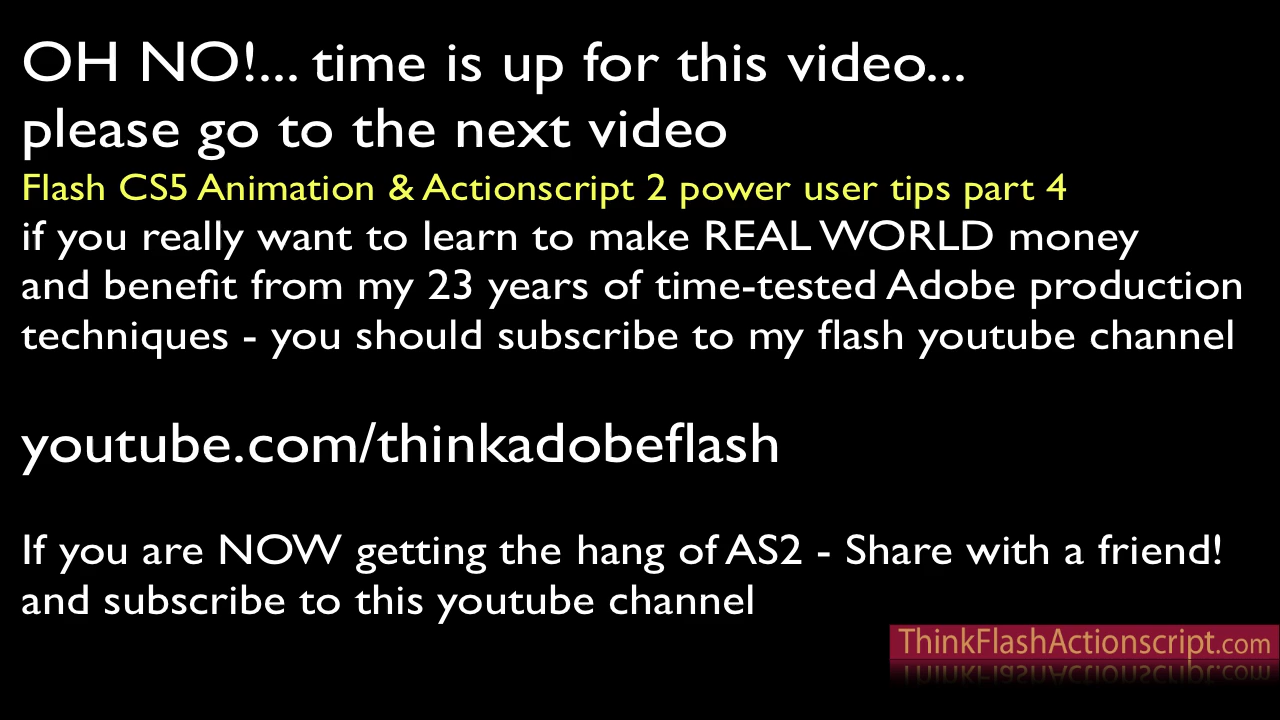 OH NO!... time is up for this video...
please go to the next video
Flash CS5 Animation & Actionscript 2 power user tips part 4
if you really want to learn to make REAL WORLD money
and benefit from my 23 years of time-tested Adobe production
techniques - you should subscribe to my flash youtube channel
youtube.com/thinkadobeflash
If you are NOW getting the hang of AS2 - Share with a friend!
and subscribe to this youtube channel
ThinkFlashActionscript.com